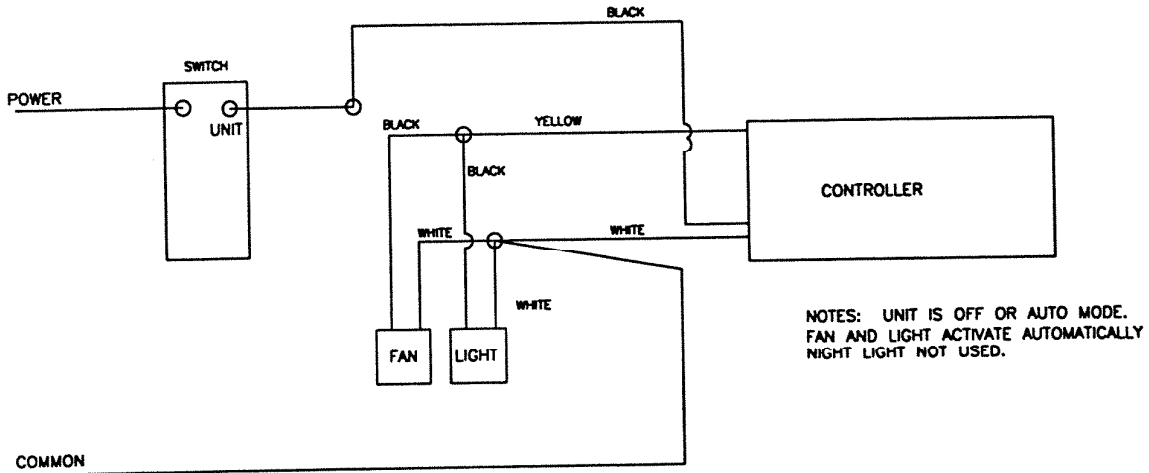 BLACK
SWITCH
POWER
UNIT
BLACK
YELLOW
BLACK
CONTROLLER
WHITE
WHITE
WHITE
NOTES: UNIT IS OFF OR AUTO MODE.
FAN AND LIGHT ACTIVATE AUTOMATICALLY
NIGHT LIGHT NOT USED.
FAN
LIGHT
COMMON